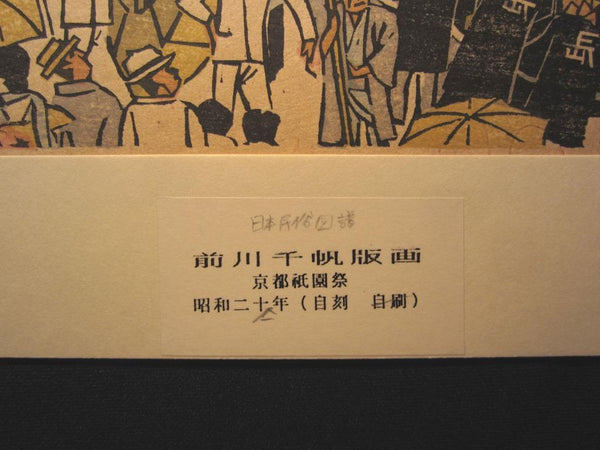 日本民俗図譜
前川千帆版画
京都祇園祭
昭和二十年（自刻　自刷）